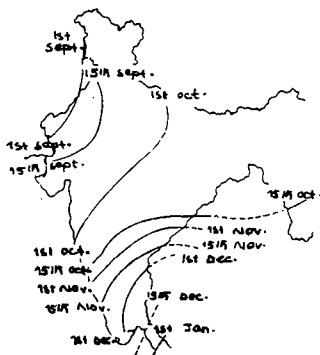 1st
Sept.
15th Sept.
1st Oct.
1st Sept.
15th Sept.
15th Oct.
1st Oct.
1st Nov.
15th Oct.
15th Nov.
1st Dec.
1st Nov.
15th Nov.
15th Dec.
1st Dec.
1st Jan.